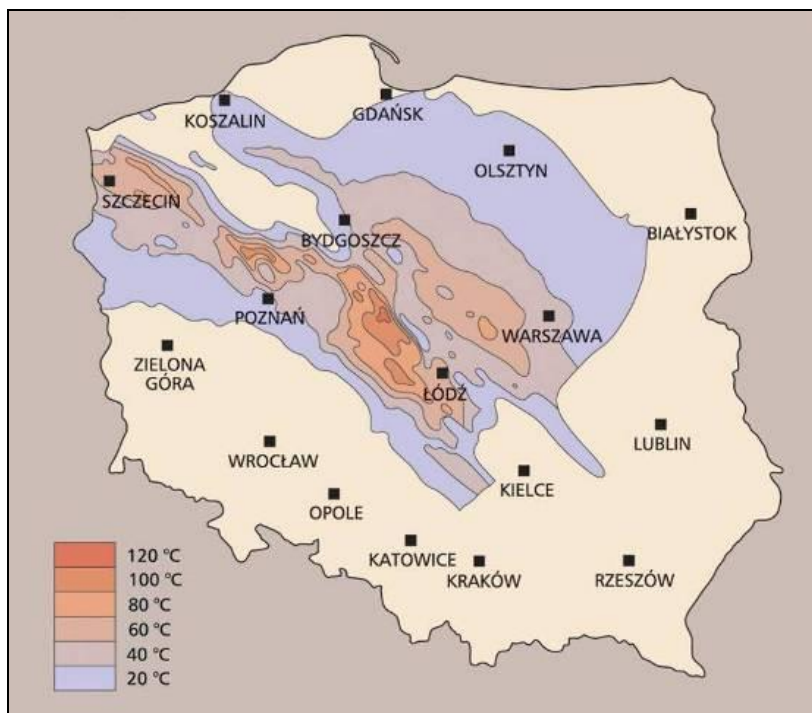 KOSZALIN
GDAŃSK
OLSZTYN
SZCZECIN
BYDGOSZCZ
BIAŁYSTOK
POZNAŃ
WARSZAWA
ZIELONA
GÓRA
ŁÓDŹ
LUBLIN
WROCŁAW
KIELCE
OPOLE
KATOWICE
KRAKÓW
RZESZÓW
120 °C
100 °C
80 °C
60 °C
40 °C
20 °C